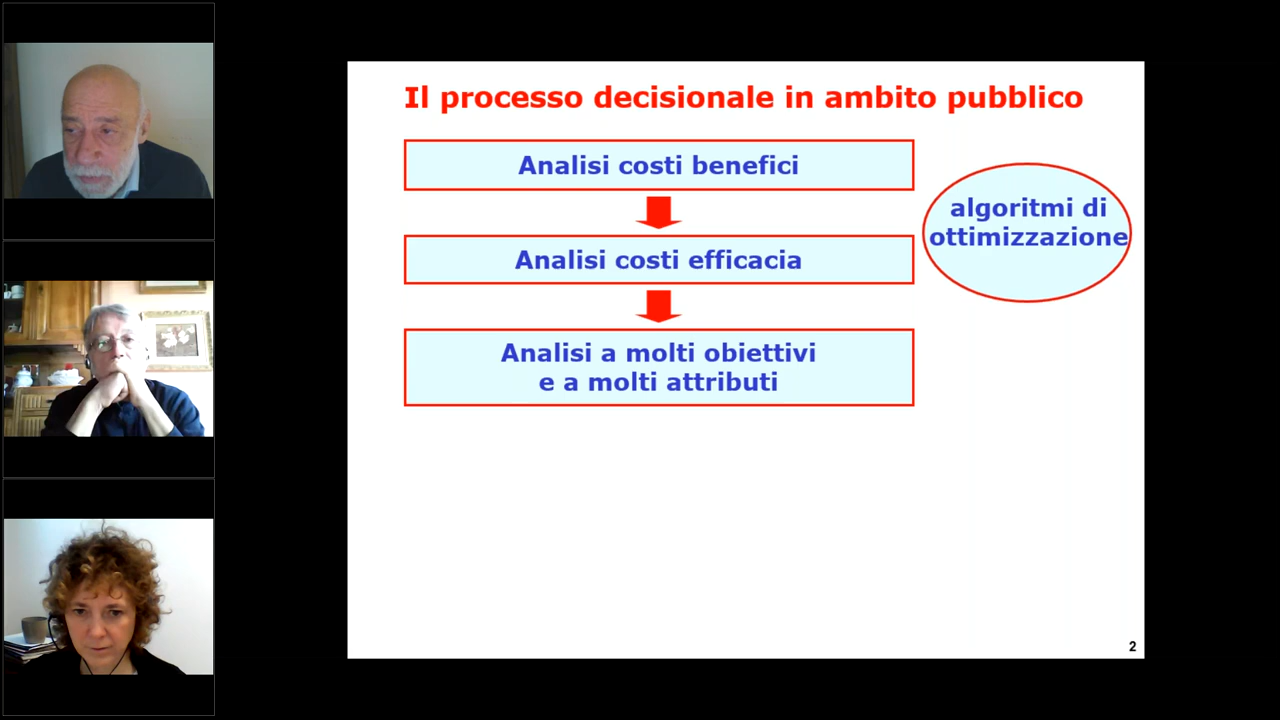 Il processo decisionale in ambito pubblico
Analisi costi benefici
algoritmi di
ottimizzazione
Analisi costi efficacia
Analisi a molti obiettivi
e a molti attributi
2